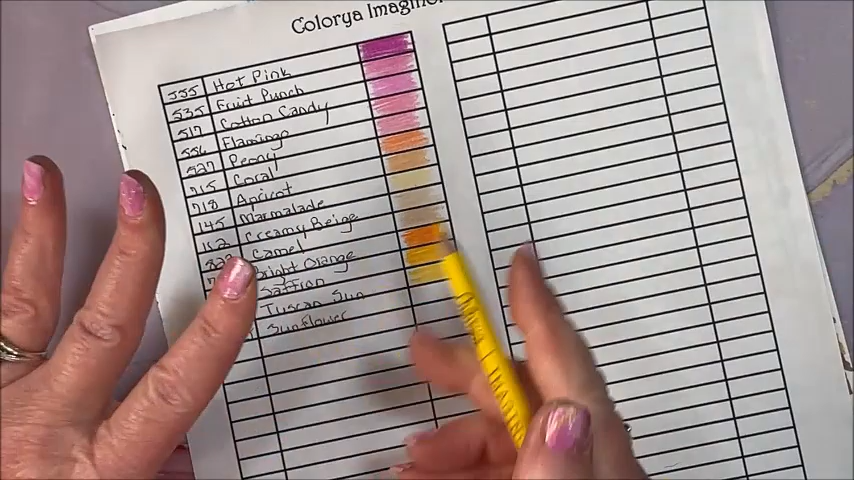 Colorya
555 Hot Pink
535 Fruit Punch
517 Cotton Candy
556 Flamingo
527 Peony
715 Coral
718 Apricot
145 Marmalade
152 Creamy Beige
Camel
Bright Orange
Saffron
Tuscan Sun
Sunflower